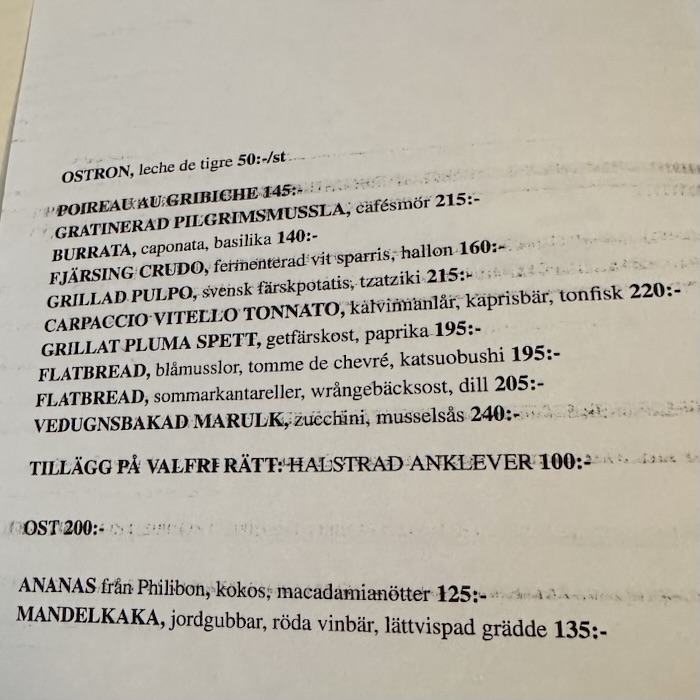 OSTRON, leche de tigre 50:-/st
POIREAU AU GRIBICHE 145:-
GRATINERAD PILGRIMSMUSSLA, cafésmör 215:-
BURRATA, caponata, basilika 140:-
FJÄRSING CRUDO, fermenterad vit sparris, hallon 160:-
GRILLAD PULPO, svensk färskpotatis, tzatziki 215:-
CARPACCIO VITELLO TONNATO, kalvinnanlår, kaprisbär, tonfisk 220:-
GRILLAT PLUMA SPETT, getfärskost, paprika 195:-
FLATBREAD, blåmusslor, tomme de chevré, katsuobushi 195:-
FLATBREAD, sommarkantareller, wrångebäcksost, dill 205:-
VEDUGNSBAKAD MARULK, zucchini, musselsås 240:-
TILLÄGG PÅ VALFRI RÄTT: HALSTRAD ANKLEVER 100:-
OST 200:-
ANANAS från Philibon, kokos, macadamianötter 125:-
MANDELKAKA, jordgubbar, röda vinbär, lättvispad grädde 135:-